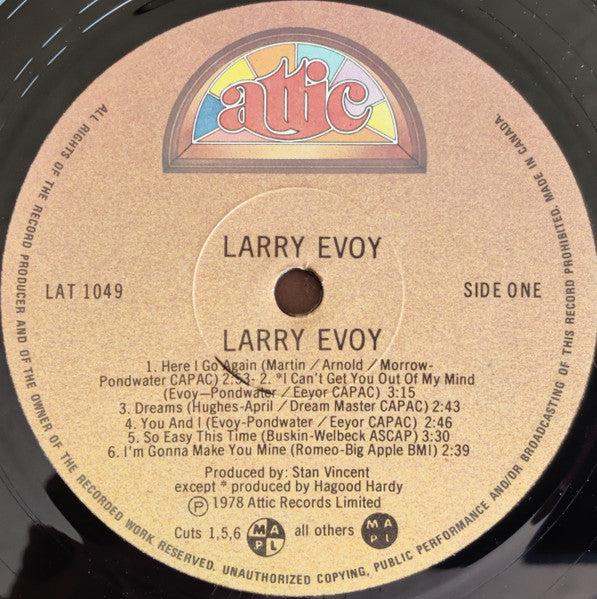 attic
LARRY EVOY
LAT 1049
SIDE ONE
LARRY EVOY
1. Here I Go Again (Martin / Arnold / Morrow-
Pondwater CAPAC) 2:53- 2. *I Can't Get You Out Of My Mind
(Evoy—Pondwater / Eeyor CAPAC) 3:15
3. Dreams (Hughes-April / Dream Master CAPAC) 2:43
4. You And I (Evoy-Pondwater / Eeyor CAPAC) 2:46
5. So Easy This Time (Buskin-Welbeck ASCAP) 3:30
6. I'm Gonna Make You Mine (Romeo-Big Apple BMI) 2:39
Produced by: Stan Vincent
except * produced by Hagood Hardy
Ⓟ 1978 Attic Records Limited
Cuts 1,5,6 MAPL all others MAPL
ALL RIGHTS OF THE RECORD PRODUCER AND OF THE OWNER OF THE RECORDED WORK RESERVED. UNAUTHORIZED COPYING, PUBLIC PERFORMANCE AND/OR BROADCASTING OF THIS RECORD PROHIBITED. MADE IN CANADA.